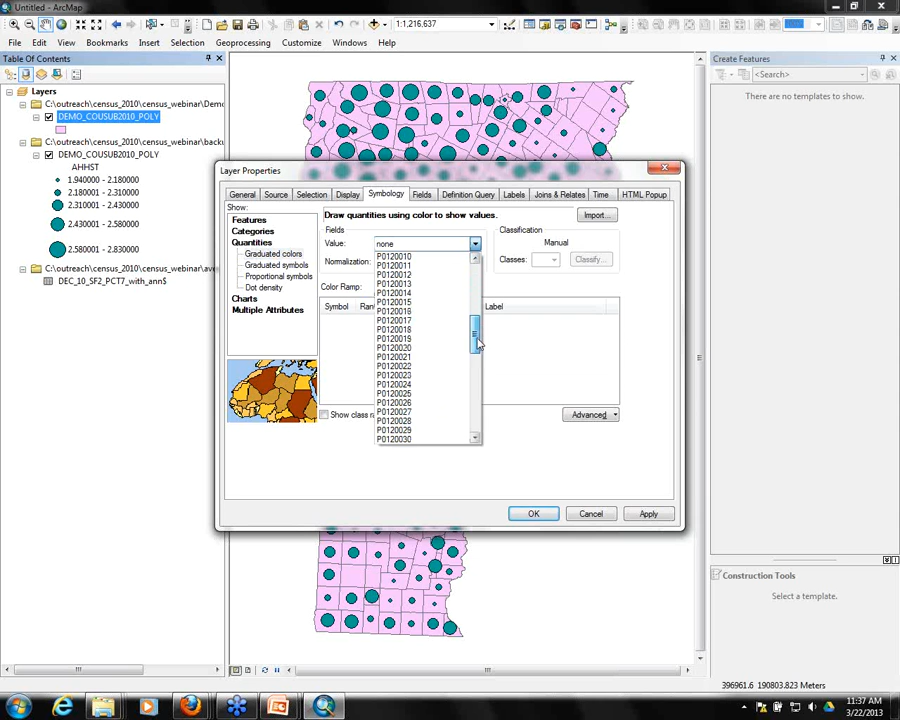 Untitled - ArcMap
1:1,216,637
File Edit View Bookmarks Insert Selection Geoprocessing Customize Windows Help
Table Of Contents
Layers
C:\outreach\census_2010\census_webinar\Demo
DEMO_COUSUB2010_POLY
C:\outreach\census_2010\census_webinar\backu
DEMO_COUSUB2010_POLY
AHHST
1.940000 - 2.180000
2.180001 - 2.310000
2.310001 - 2.430000
2.430001 - 2.580000
2.580001 - 2.830000
C:\outreach\census_2010\census_webinar\ave
DEC_10_SF2_PCT7_with_ann$
Layer Properties
General Source Selection Display Symbology Fields Definition Query Labels Joins & Relates Time HTML Popup
Show:
Features
Categories
Quantities
Graduated colors
Graduated symbols
Proportional symbols
Dot density
Charts
Multiple Attributes
Draw quantities using color to show values.
Import...
Fields
Value: none
Normalization:
Classification
Manual
Classes:
Classify...
Color Ramp:
Symbol Ran Label
P0120010
P0120011
P0120012
P0120013
P0120014
P0120015
P0120016
P0120017
P0120018
P0120019
P0120020
P0120021
P0120022
P0120023
P0120024
P0120025
P0120026
P0120027
P0120028
P0120029
P0120030
Show class ra
Advanced
OK Cancel Apply
Create Features
<Search>
There are no templates to show.
Construction Tools
Select a template.
396961.6 190803.823 Meters
11:37 AM
3/22/2013